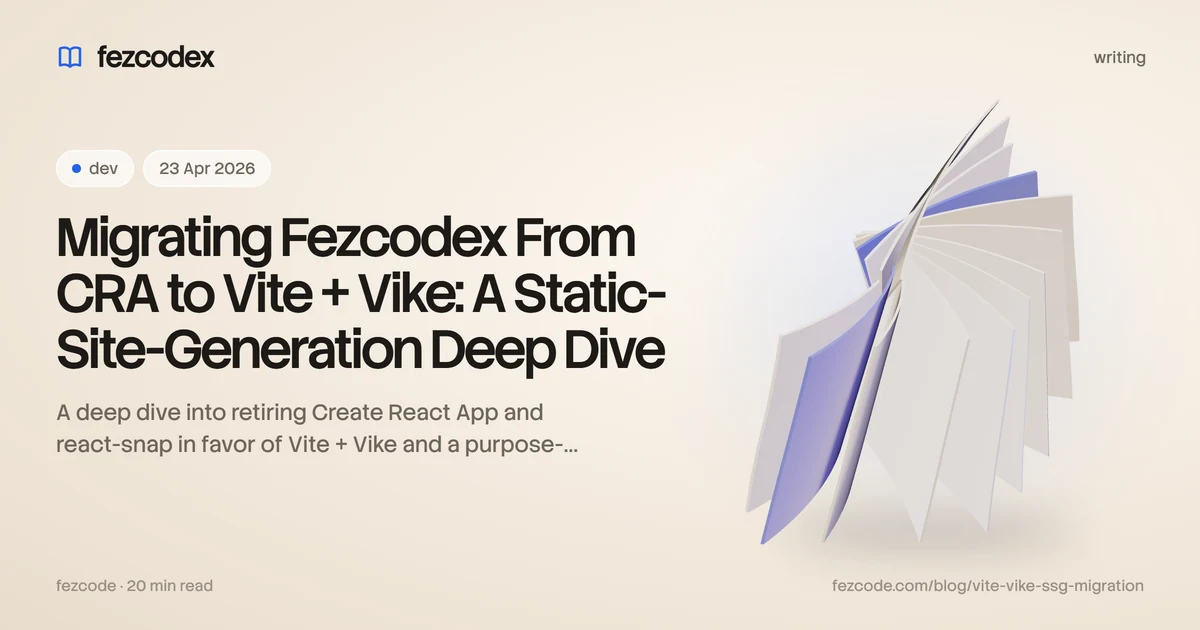 fezcodex
writing
dev
23 Apr 2026
Migrating Fezcodex From
CRA to Vite + Vike: A Static-
Site-Generation Deep Dive
A deep dive into retiring Create React App and
react-snap in favor of Vite + Vike and a purpose-...
fezcode · 20 min read
fezcode.com/blog/vite-vike-ssg-migration